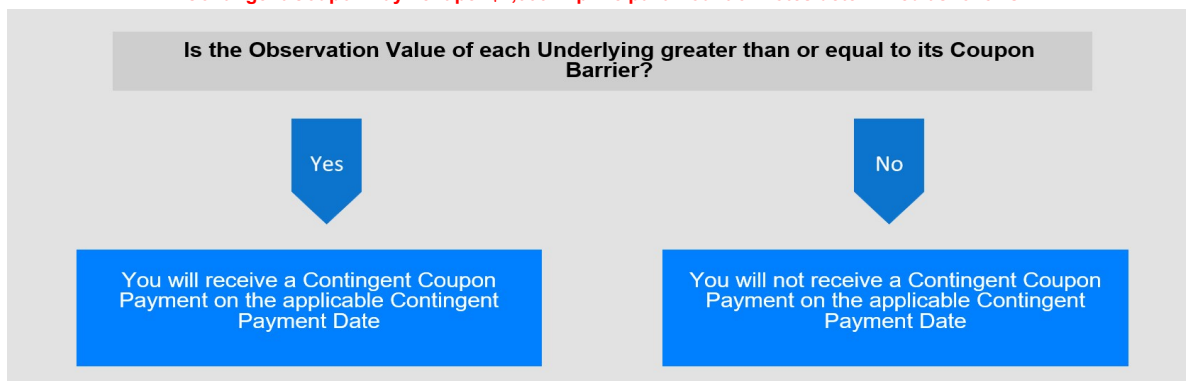 Is the Observation Value of each Underlying greater than or equal to its Coupon
Barrier?
Yes
No
You will receive a Contingent Coupon
Payment on the applicable Contingent
Payment Date
You will not receive a Contingent Coupon
Payment on the applicable Contingent
Payment Date